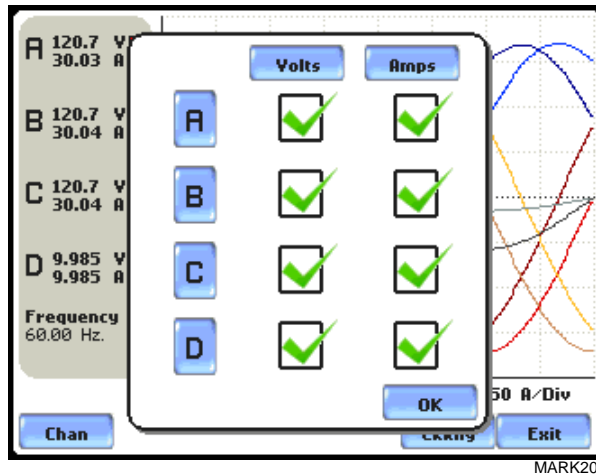 A 120.7 V
30.03 A
B 120.7 V
30.04 A
C 120.7 V
30.04 A
D 9.985 V
9.985 A
Frequency
60.00 Hz.
Volts Amps
A
B
C
D
OK
50 A/Div
Chan
Exit
MARK20